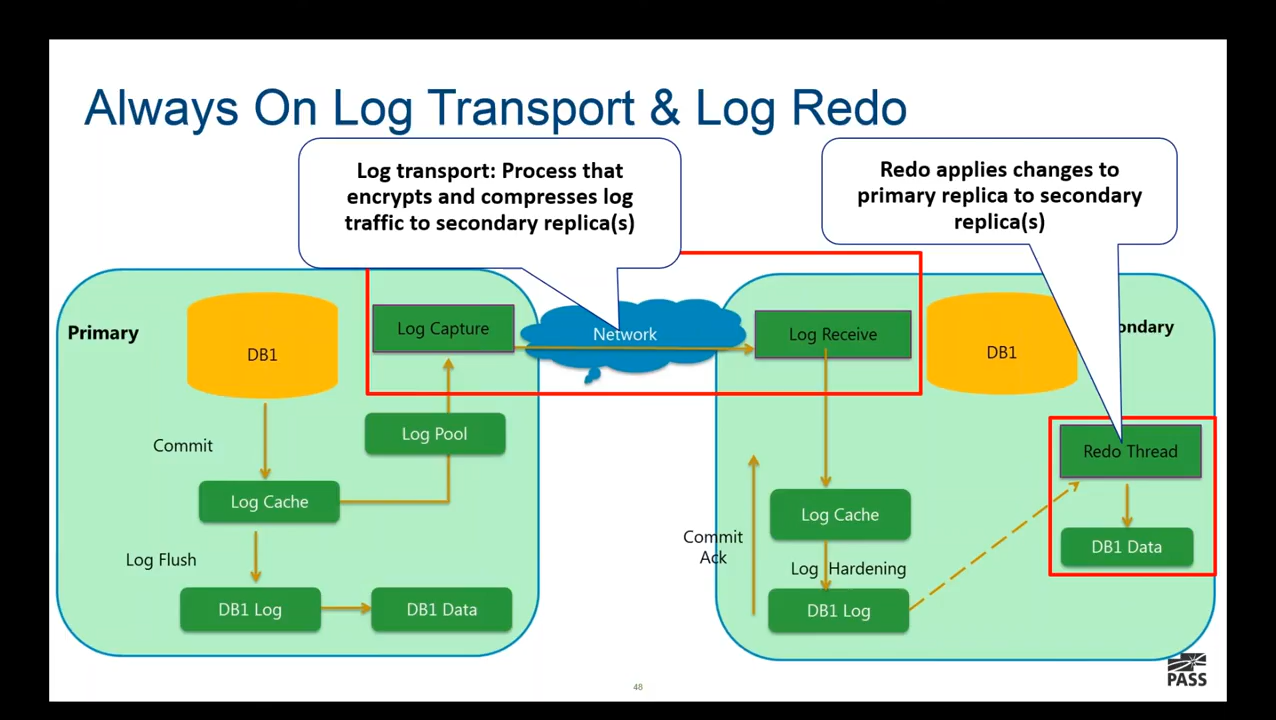 Always On Log Transport & Log Redo
Log transport: Process that
encrypts and compresses log
traffic to secondary replica(s)
Redo applies changes to
primary replica to secondary
replica(s)
Primary
DB1
Log Capture
Network
Log Receive
DB1
ondary
Commit
Log Pool
Redo Thread
Log Cache
Log Cache
Commit
Ack
DB1 Data
Log Flush
Log Hardening
DB1 Log
DB1 Data
DB1 Log
48
PASS